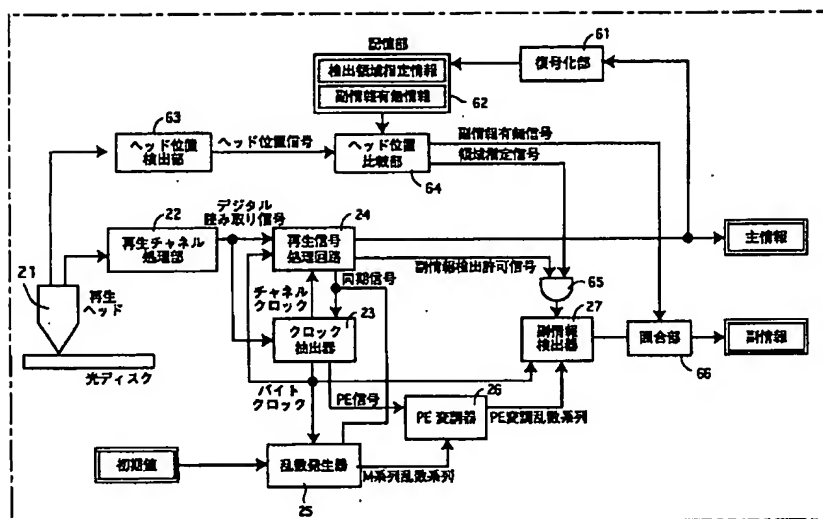 記憶部
検出領域指定情報
副情報有無情報
62
61
復号化部
63
ヘッド位置
検出部
ヘッド位置信号
ヘッド位置
比較部
64
副情報有無信号
領域指定信号
デジタル
読み取り信号
22
再生チャネル
処理部
24
再生信号
処理回路
主情報
副情報検出許可信号
65
21
再生
ヘッド
光ディスク
チャネル
クロック
同期信号
23
クロック
抽出器
27
副情報
検出器
照合部
66
副情報
バイト
クロック
PE信号
26
PE変調器
PE変調乱数系列
初期値
乱数発生器
25
M系列乱数系列